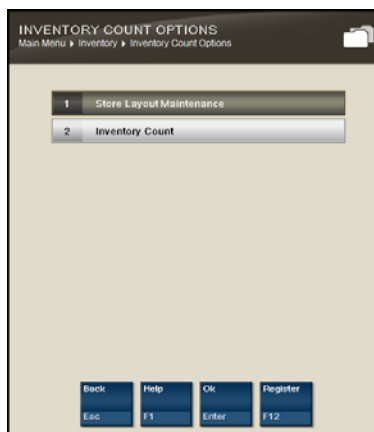 INVENTORY COUNT OPTIONS
Main Menu ▸ Inventory ▸ Inventory Count Options
1 Store Layout Maintenance
2 Inventory Count
Back Help Ok Register
Esc F1 Enter F12